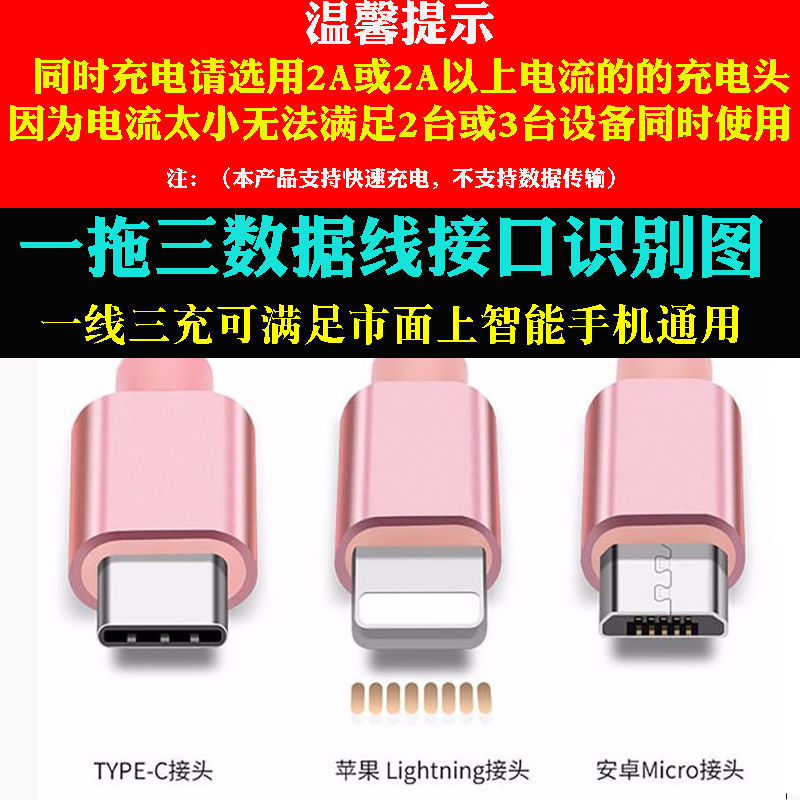 温馨提示
同时充电请选用2A或2A以上电流的的充电头
因为电流太小无法满足2台或3台设备同时使用
注：（本产品支持快速充电，不支持数据传输）
一拖三数据线接口识别图
一线三充可满足市面上智能手机通用
TYPE-C接头
苹果 Lightning接头
安卓Micro接头